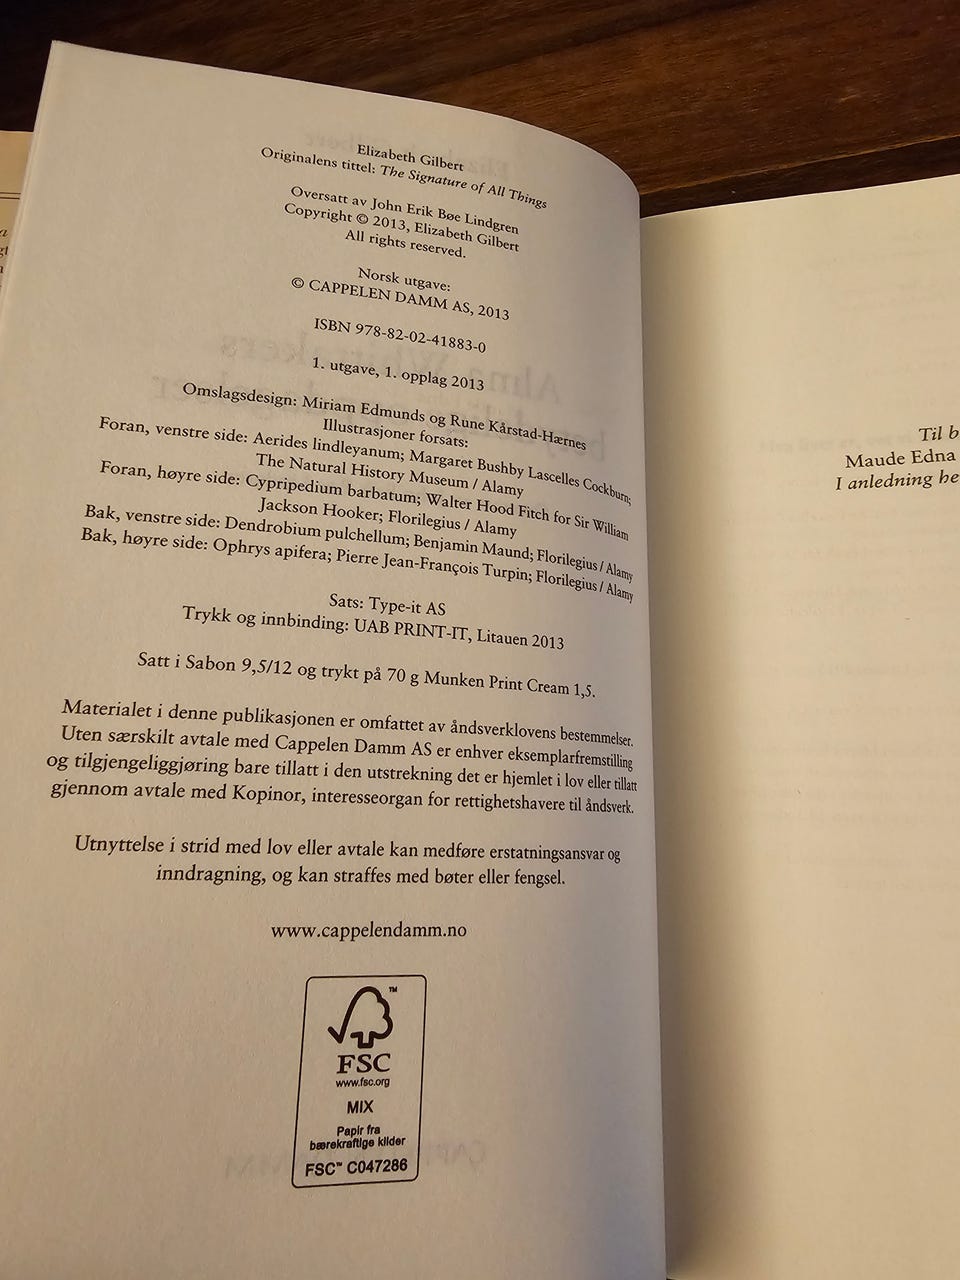 Elizabeth Gilbert
Originalens tittel: The Signature of All Things
Oversatt av John Erik Bøe Lindgren
Copyright © 2013, Elizabeth Gilbert
All rights reserved.
Norsk utgave:
© CAPPELEN DAMM AS, 2013
ISBN 978-82-02-41883-0
1. utgave, 1. opplag 2013
Omslagsdesign: Miriam Edmunds og Rune Kårstad-Hærnes
Illustrasjoner forsats:
Foran, venstre side: Aerides lindleyanum; Margaret Bushby Lascelles Cockburn;
The Natural History Museum / Alamy
Foran, høyre side: Cypripedium barbatum; Walter Hood Fitch for Sir William
Jackson Hooker; Florilegius / Alamy
Bak, venstre side: Dendrobium pulchellum; Benjamin Maund; Florilegius / Alamy
Bak, høyre side: Ophrys apifera; Pierre Jean-François Turpin; Florilegius / Alamy
Sats: Type-it AS
Trykk og innbinding: UAB PRINT-IT, Litauen 2013
Satt i Sabon 9,5/12 og trykt på 70 g Munken Print Cream 1,5.
Materialet i denne publikasjonen er omfattet av åndsverklovens bestemmelser.
Uten særskilt avtale med Cappelen Damm AS er enhver eksemplarfremstilling
og tilgjengeliggjøring bare tillatt i den utstrekning det er hjemlet i lov eller tillatt
gjennom avtale med Kopinor, interesseorgan for rettighetshavere til åndsverk.
Utnyttelse i strid med lov eller avtale kan medføre erstatningsansvar og
inndragning, og kan straffes med bøter eller fengsel.
www.cappelendamm.no
™
FSC
www.fsc.org
MIX
Papir fra
bærekraftige kilder
FSC™ C047286
Til b
Maude Edna
I anledning he